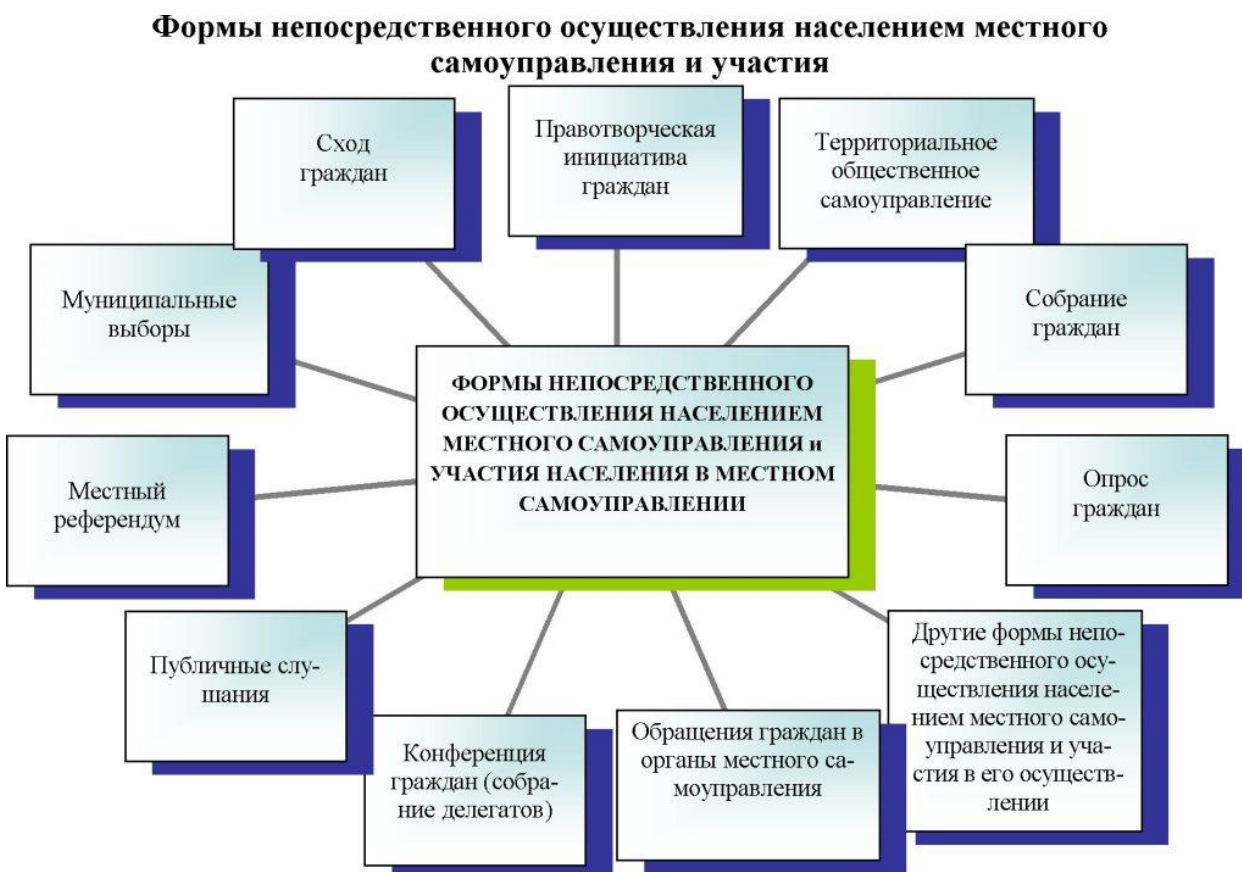 Формы непосредственного осуществления населением местного
самоуправления и участия
Сход
граждан
Правотворческая
инициатива
граждан
Территориальное
общественное
самоуправление
Муниципальные
выборы
Собрание
граждан
ФОРМЫ НЕПОСРЕДСТВЕННОГО
ОСУЩЕСТВЛЕНИЯ НАСЕЛЕНИЕМ
МЕСТНОГО САМОУПРАВЛЕНИЯ и
УЧАСТИЯ НАСЕЛЕНИЯ В МЕСТНОМ
САМОУПРАВЛЕНИИ
Местный
референдум
Опрос
граждан
Публичные слу-
шания
Конференция
граждан (собра-
ние делегатов)
Обращения граждан в
органы местного са-
моуправления
Другие формы непо-
средственного осу-
ществления населе-
нием местного само-
управления и уча-
стия в его осуществ-
лении